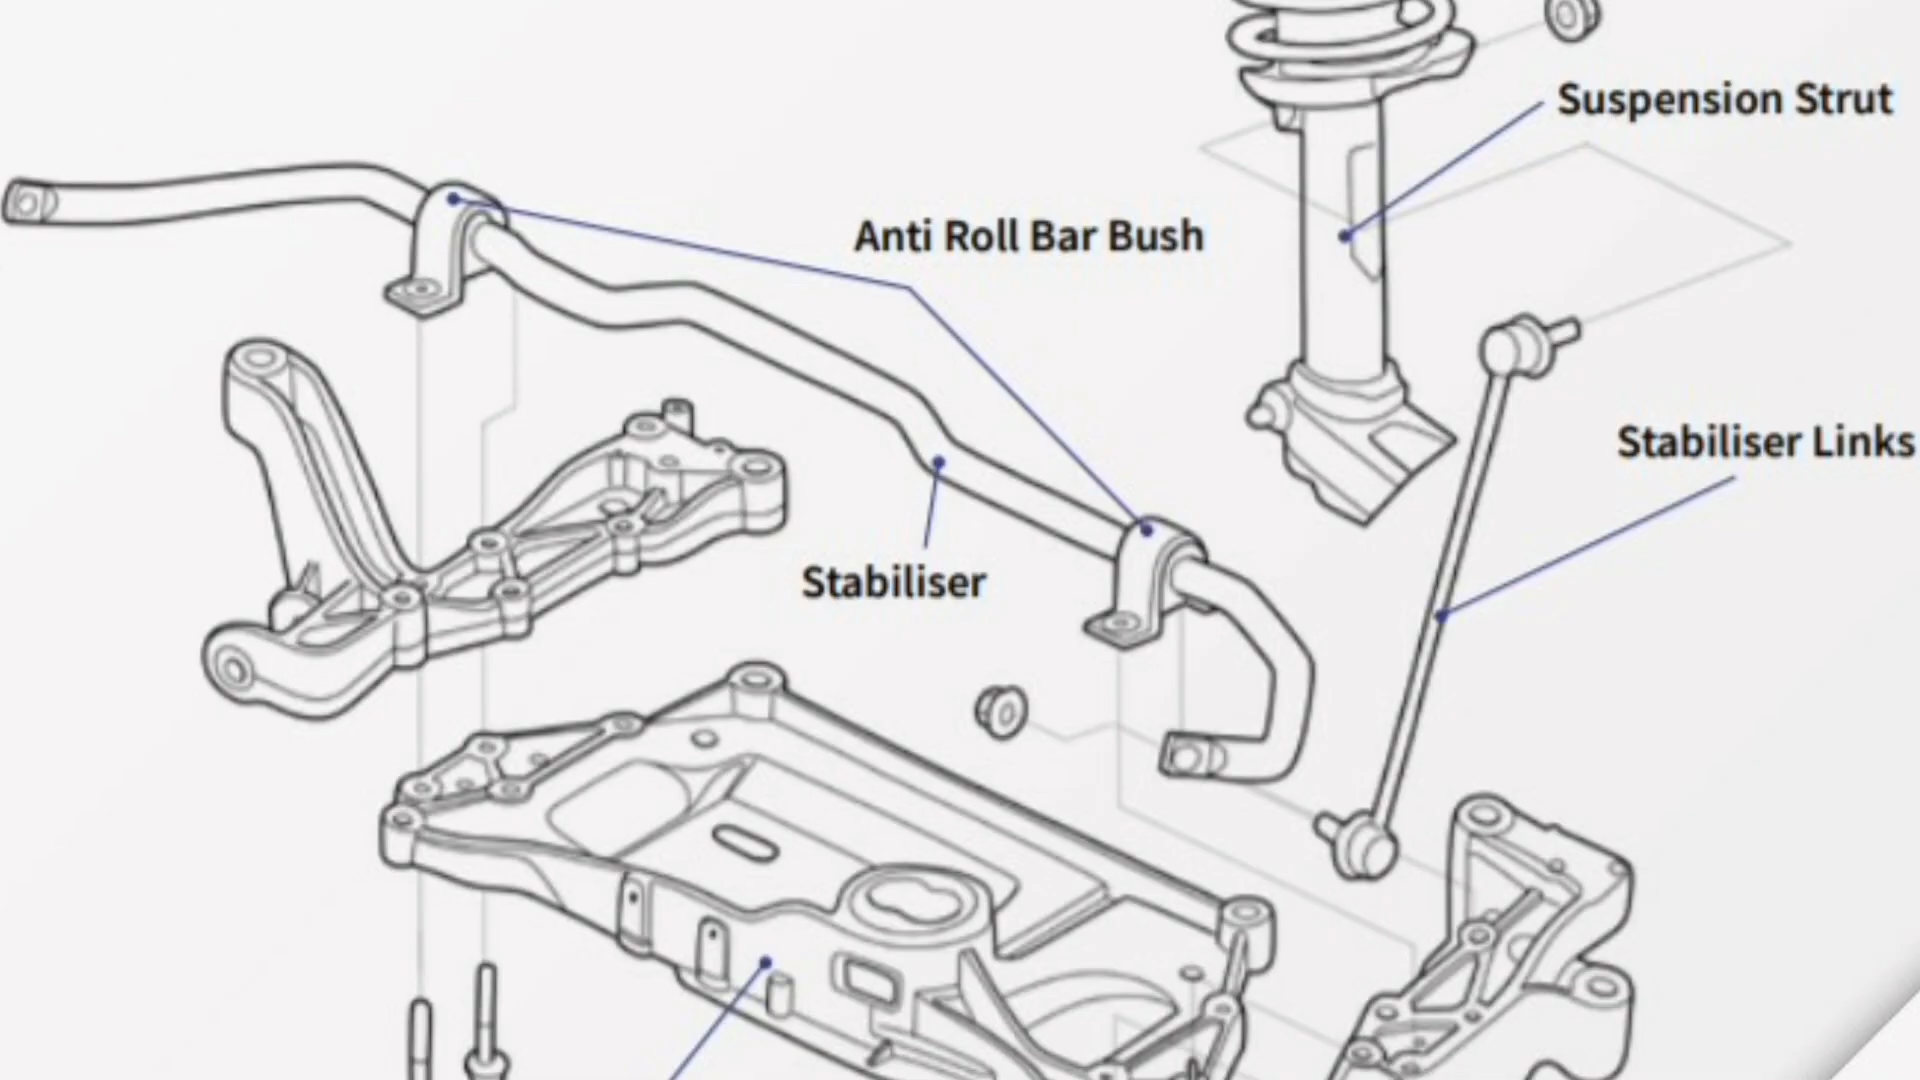 Suspension Strut
Anti Roll Bar Bush
Stabiliser Links
Stabiliser